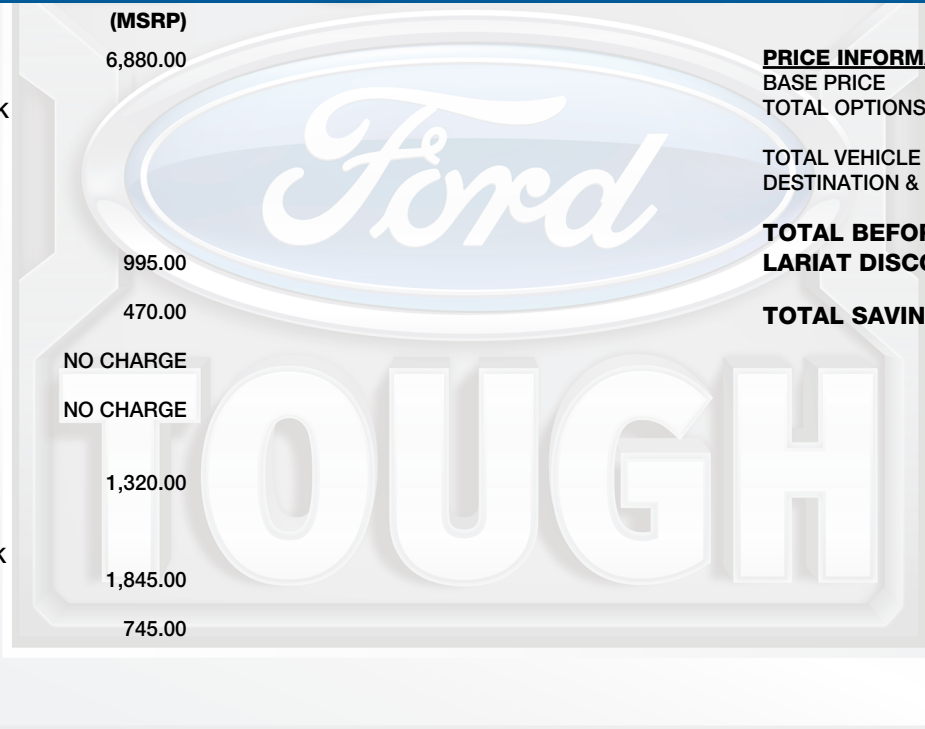 (MSRP)
6,880.00
K
995.00
470.00
NO CHARGE
NO CHARGE
1,320.00
K
1,845.00
745.00
Ford
TOUGH
PRICE INFORMA
BASE PRICE
TOTAL OPTIONS
TOTAL VEHICLE
DESTINATION &
TOTAL BEFOR
LARIAT DISCO
TOTAL SAVIN